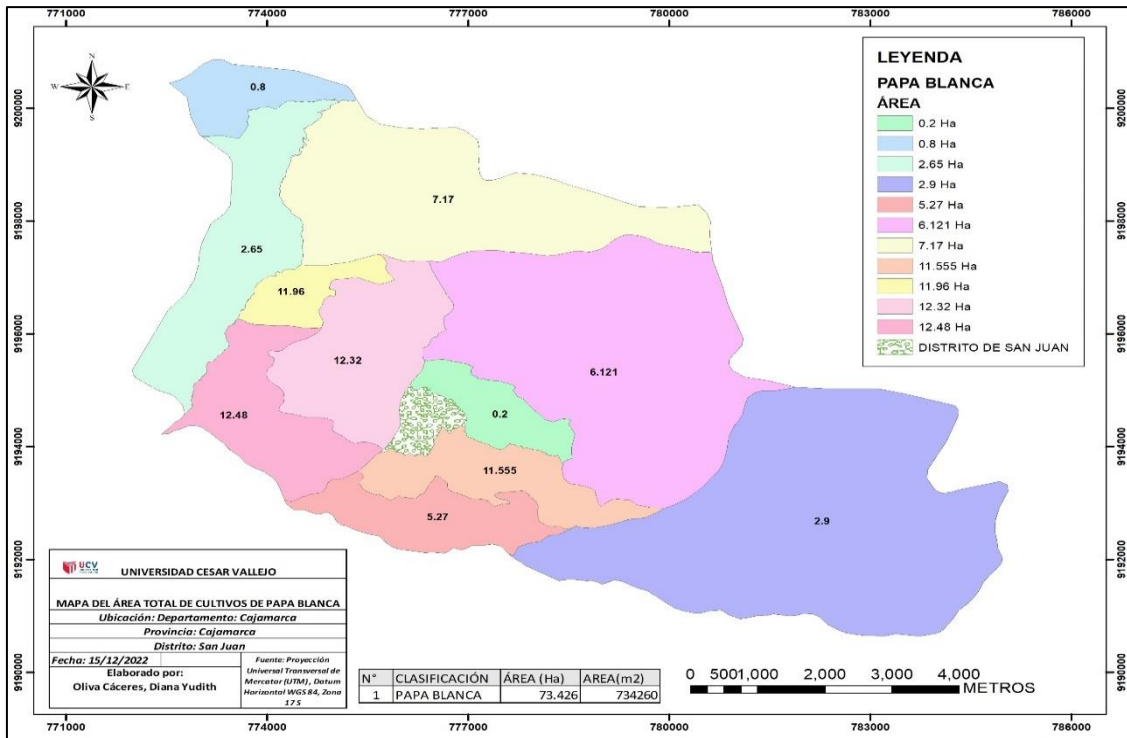 771000 774000 777000 780000 783000 786000
9200000
9198000
9196000
9194000
9192000
9190000
N
W E
S
0.8
7.17
2.65
11.96
12.32
6.121
12.48
0.2
11.555
5.27
2.9
LEYENDA
PAPA BLANCA
ÁREA
0.2 Ha
0.8 Ha
2.65 Ha
2.9 Ha
5.27 Ha
6.121 Ha
7.17 Ha
11.555 Ha
11.96 Ha
12.32 Ha
12.48 Ha
DISTRITO DE SAN JUAN
9200000
9198000
9196000
9194000
9192000
9190000
UCV
UNIVERSIDAD CESAR VALLEJO
MAPA DEL ÁREA TOTAL DE CULTIVOS DE PAPA BLANCA
Ubicación: Departamento: Cajamarca
Provincia: Cajamarca
Distrito: San Juan
Fecha: 15/12/2022
Elaborado por:
Oliva Cáceres, Diana Yudith
Fuente: Proyección
Universal Transversal de
Mercator (UTM), Datum
Horizontal WGS 84, Zona
17 S
N° CLASIFICACIÓN ÁREA (Ha) AREA(m2)
1 PAPA BLANCA 73.426 734260
0 5001,000 2,000 3,000 4,000
METROS
771000 774000 777000 780000 783000 786000